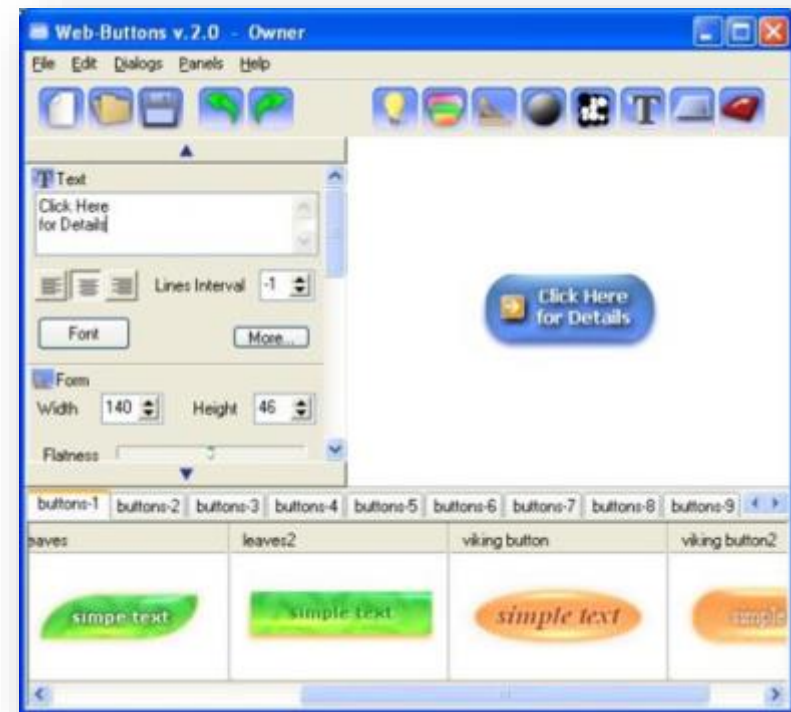 Web-Buttons v.2.0 - Owner
File Edit Dialogs Panels Help
T
Text
Click Here
for Details
Lines Interval -1
Font More...
Form
Width 140 Height 46
Flatness
Click Here
for Details
buttons-1 buttons-2 buttons-3 buttons-4 buttons-5 buttons-6 buttons-7 buttons-8 buttons-9
eaves leaves2 viking button viking button2
simpe text simple text simple text simple